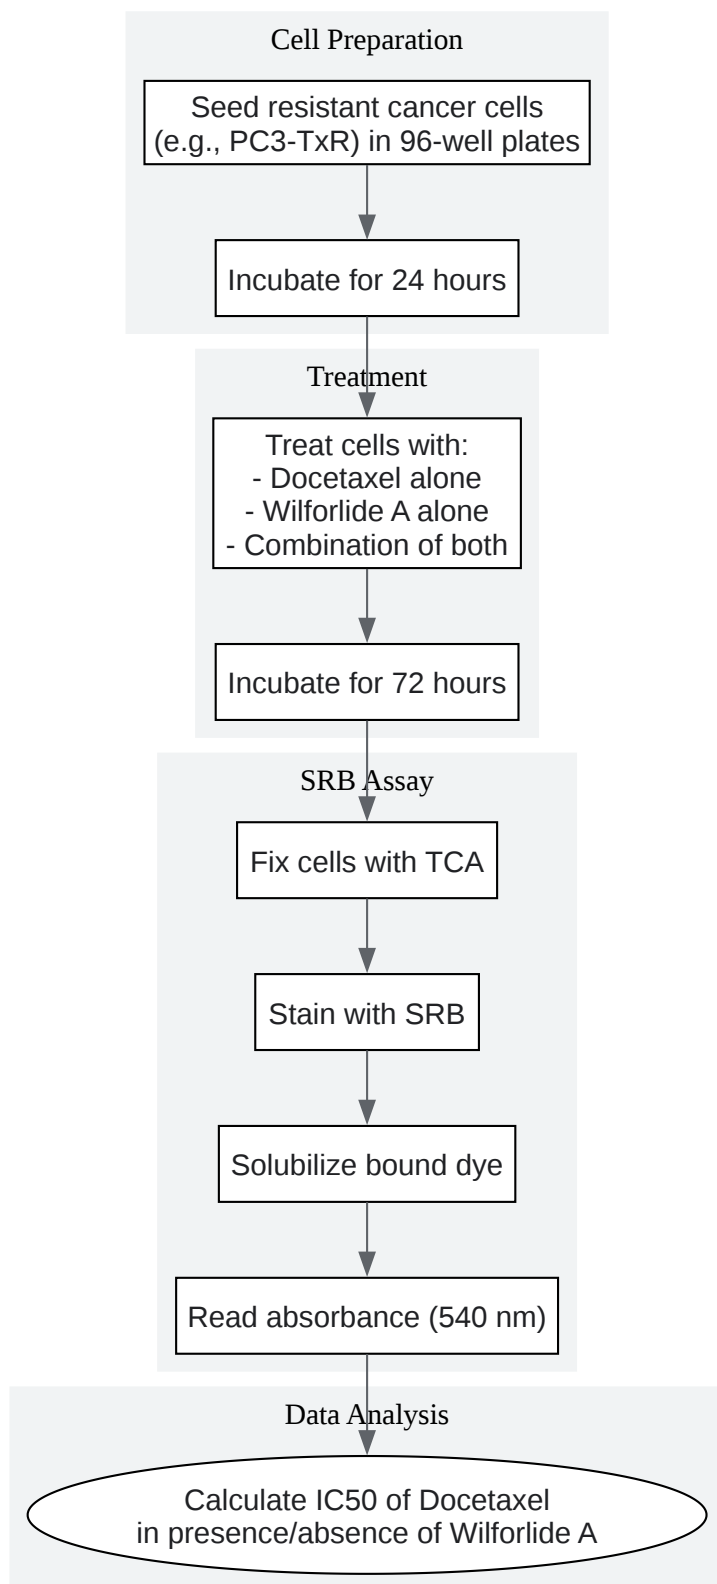 Cell Preparation
Seed resistant cancer cells
(e.g., PC3-TxR) in 96-well plates
Incubate for 24 hours
Treatment
Treat cells with:
- Docetaxel alone
- Wilforlide A alone
- Combination of both
Incubate for 72 hours
SRB Assay
Fix cells with TCA
Stain with SRB
Solubilize bound dye
Read absorbance (540 nm)
Data Analysis
Calculate IC50 of Docetaxel
in presence/absence of Wilforlide A